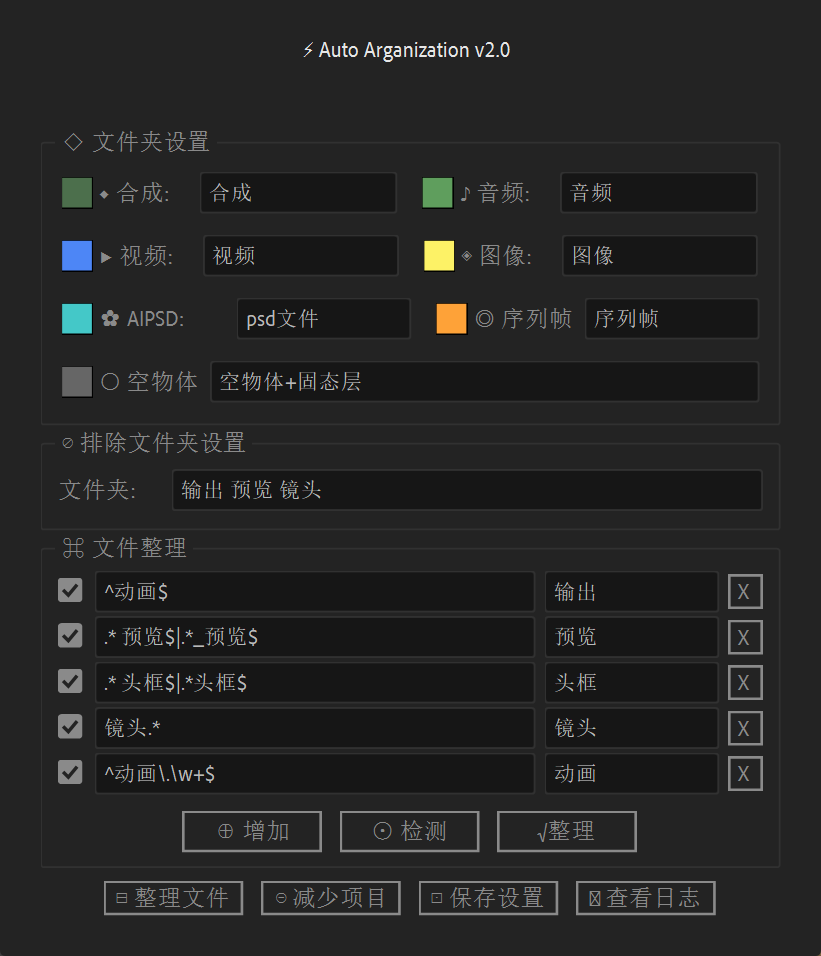 ⚡ Auto Arganization v2.0
◇ 文件夹设置
◆ 合成: 合成 ♪ 音频: 音频
▶ 视频: 视频 ◈ 图像: 图像
✿ AIPSD: psd文件 ◎ 序列帧 序列帧
○ 空物体 空物体+固态层
⊘ 排除文件夹设置
文件夹: 输出 预览 镜头
⌘ 文件整理
^动画$ 输出 X
.* 预览$|.*_预览$ 预览 X
.* 头框$|.*头框$ 头框 X
镜头.* 镜头 X
^动画\.\w+$ 动画 X
⊕ 增加 ⊙ 检测 √整理
⊟ 整理文件 ⊝ 减少项目 ⊡ 保存设置 查看日志